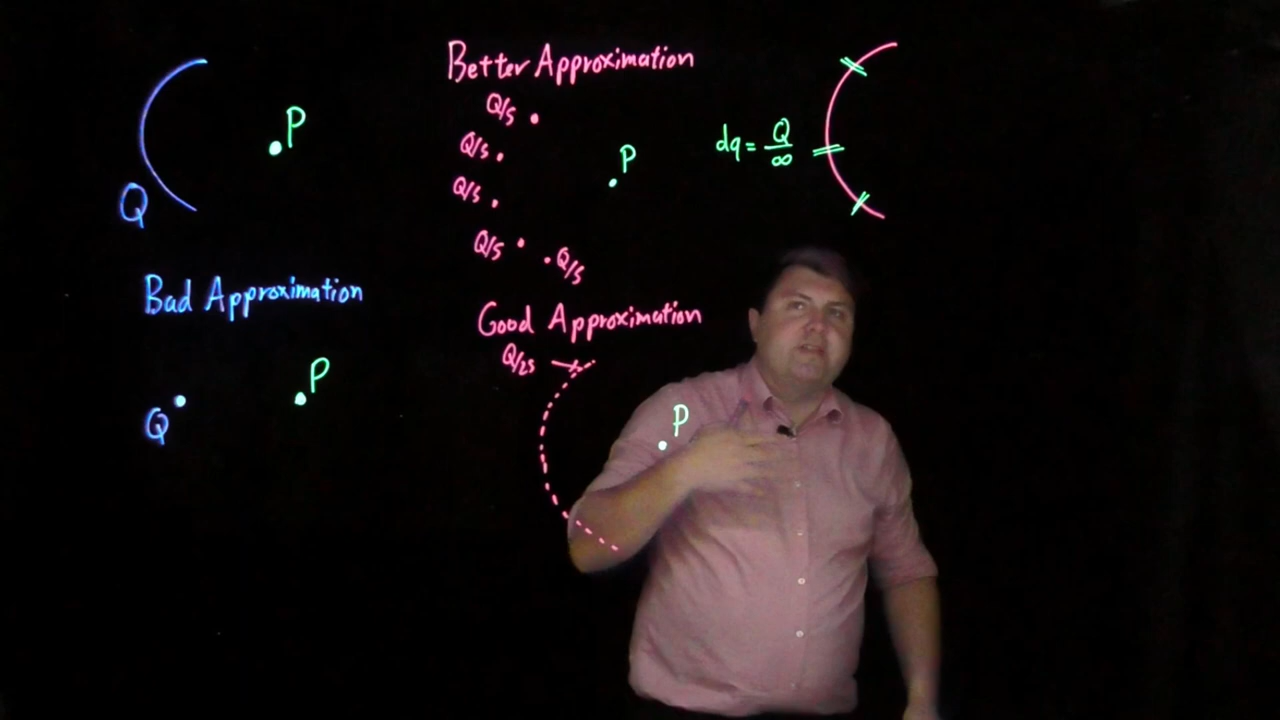 P
Q
Bad Approximation
P
Q
Better Approximation
Q/5
Q/5
Q/5
Q/5
Q/5
P
Good Approximation
Q/25
P
dq = Q/∞